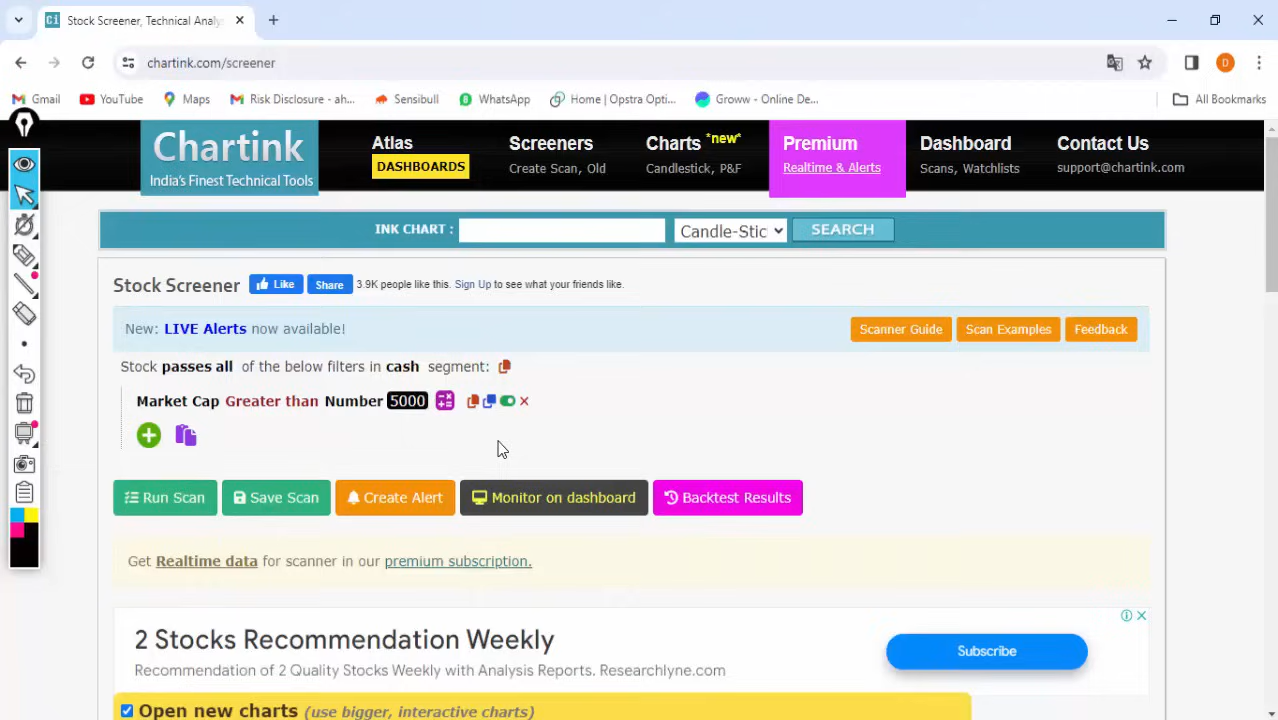 Stock Screener, Technical Analy
chartink.com/screener
Gmail YouTube Maps Risk Disclosure - ah... Sensibull WhatsApp Home | Opstra Opti... Groww - Online De... All Bookmarks
D
Ci
Chartink
India's Finest Technical Tools
Atlas
DASHBOARDS
Screeners
Create Scan, Old
Charts *new*
Candlestick, P&F
Premium
Realtime & Alerts
Dashboard
Scans, Watchlists
Contact Us
support@chartink.com
INK CHART : Candle-Stic SEARCH
Stock Screener Like Share 3.9K people like this. Sign Up to see what your friends like.
New: LIVE Alerts now available! Scanner Guide Scan Examples Feedback
Stock passes all of the below filters in cash segment:
Market Cap Greater than Number 5000
Run Scan Save Scan Create Alert Monitor on dashboard Backtest Results
Get Realtime data for scanner in our premium subscription.
2 Stocks Recommendation Weekly
Recommendation of 2 Quality Stocks Weekly with Analysis Reports. Researchlyne.com
Subscribe
Open new charts (use bigger, interactive charts)